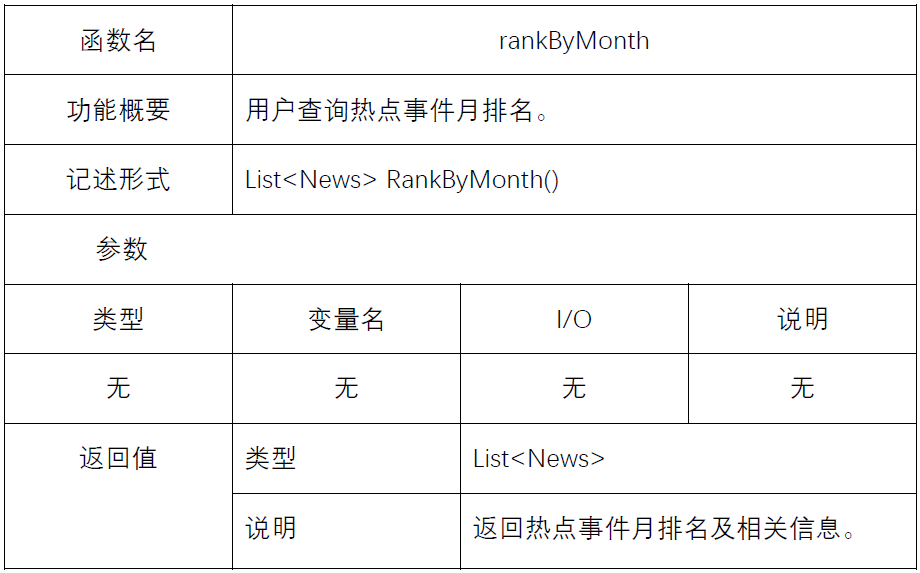 函数名 rankByMonth
功能概要 用户查询热点事件月排名。
记述形式 List<News> RankByMonth()
参数
类型 变量名 I/O 说明
无 无 无 无
返回值 类型 List<News>
说明 返回热点事件月排名及相关信息。